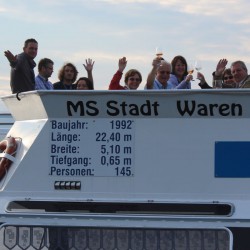 MS Stadt Waren
Baujahr: 1992
Länge: 22,40 m
Breite: 5,10 m
Tiefgang: 0,65 m
Personen: 145.